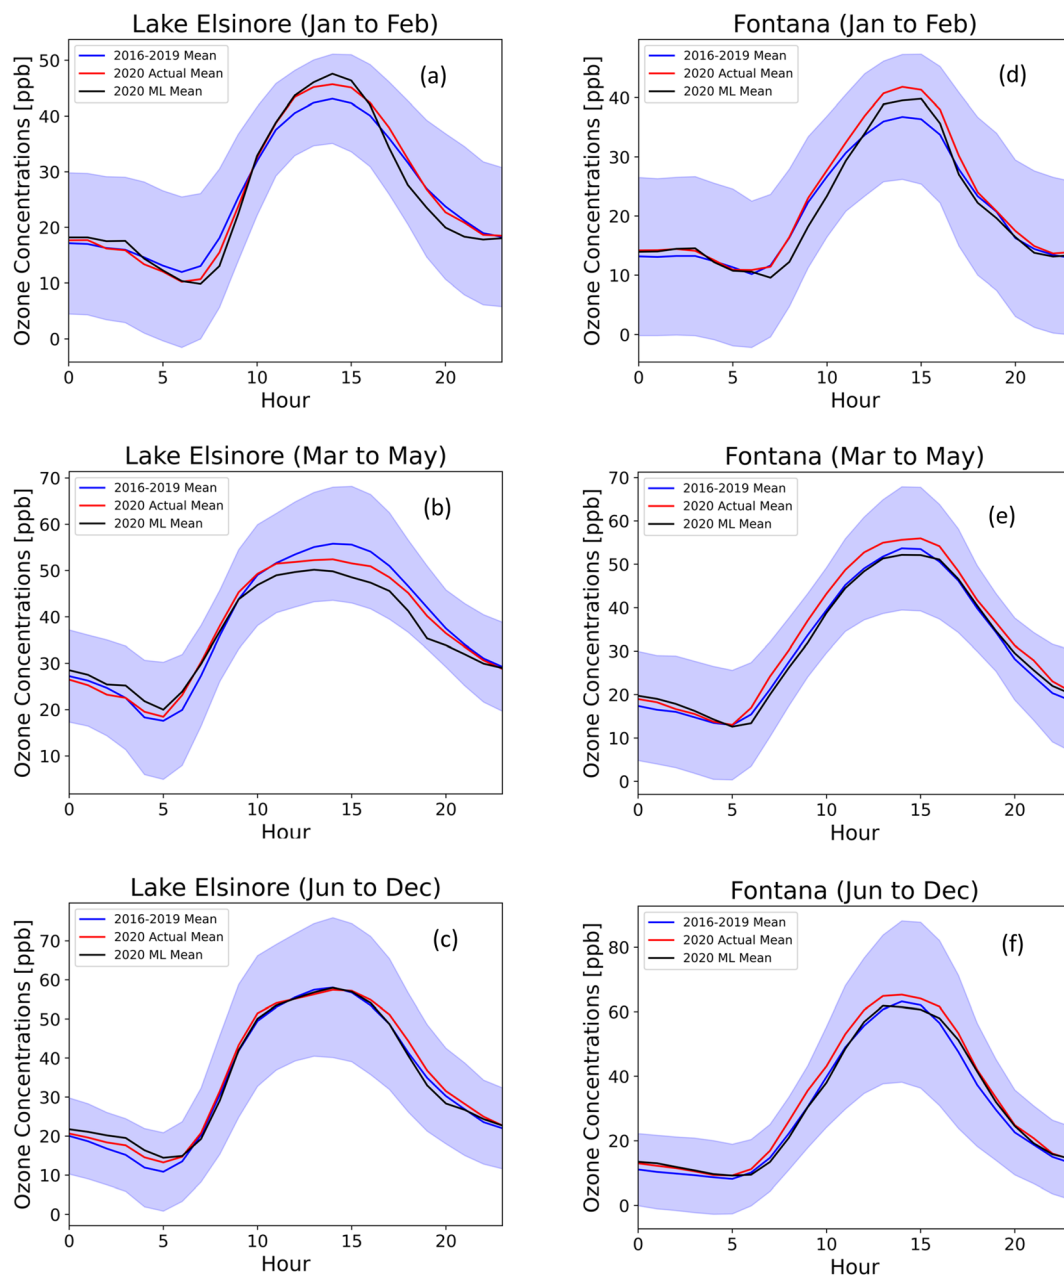 Lake Elsinore (Jan to Feb)
Ozone Concentrations [ppb]
50
40
30
20
10
0
2016-2019 Mean
2020 Actual Mean
2020 ML Mean
(a)
0 5 10 15 20
Hour
Fontana (Jan to Feb)
Ozone Concentrations [ppb]
40
30
20
10
0
2016-2019 Mean
2020 Actual Mean
2020 ML Mean
(d)
0 5 10 15 20
Hour
Lake Elsinore (Mar to May)
Ozone Concentrations [ppb]
70
60
50
40
30
20
10
2016-2019 Mean
2020 Actual Mean
2020 ML Mean
(b)
0 5 10 15 20
Hour
Fontana (Mar to May)
Ozone Concentrations [ppb]
70
60
50
40
30
20
10
0
2016-2019 Mean
2020 Actual Mean
2020 ML Mean
(e)
0 5 10 15 20
Hour
Lake Elsinore (Jun to Dec)
Ozone Concentrations [ppb]
70
60
50
40
30
20
10
0
2016-2019 Mean
2020 Actual Mean
2020 ML Mean
(c)
0 5 10 15 20
Hour
Fontana (Jun to Dec)
Ozone Concentrations [ppb]
80
60
40
20
0
2016-2019 Mean
2020 Actual Mean
2020 ML Mean
(f)
0 5 10 15 20
Hour